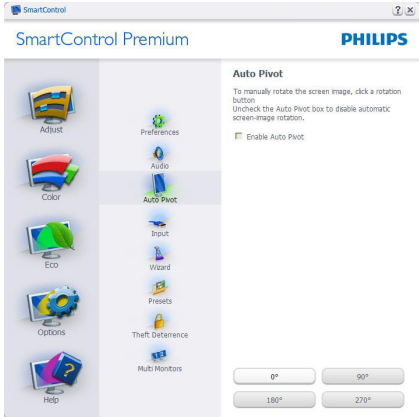 SmartControl
SmartControl Premium
PHILIPS
Adjust
Color
Eco
Options
Help
Preferences
Audio
Auto Pivot
Input
Wizard
Presets
Theft Deterrence
Multi Monitors
Auto Pivot
To manually rotate the screen image, click a rotation
button
Uncheck the Auto Pivot box to disable automatic
screen-image rotation.
Enable Auto Pivot
0°
90°
180°
270°